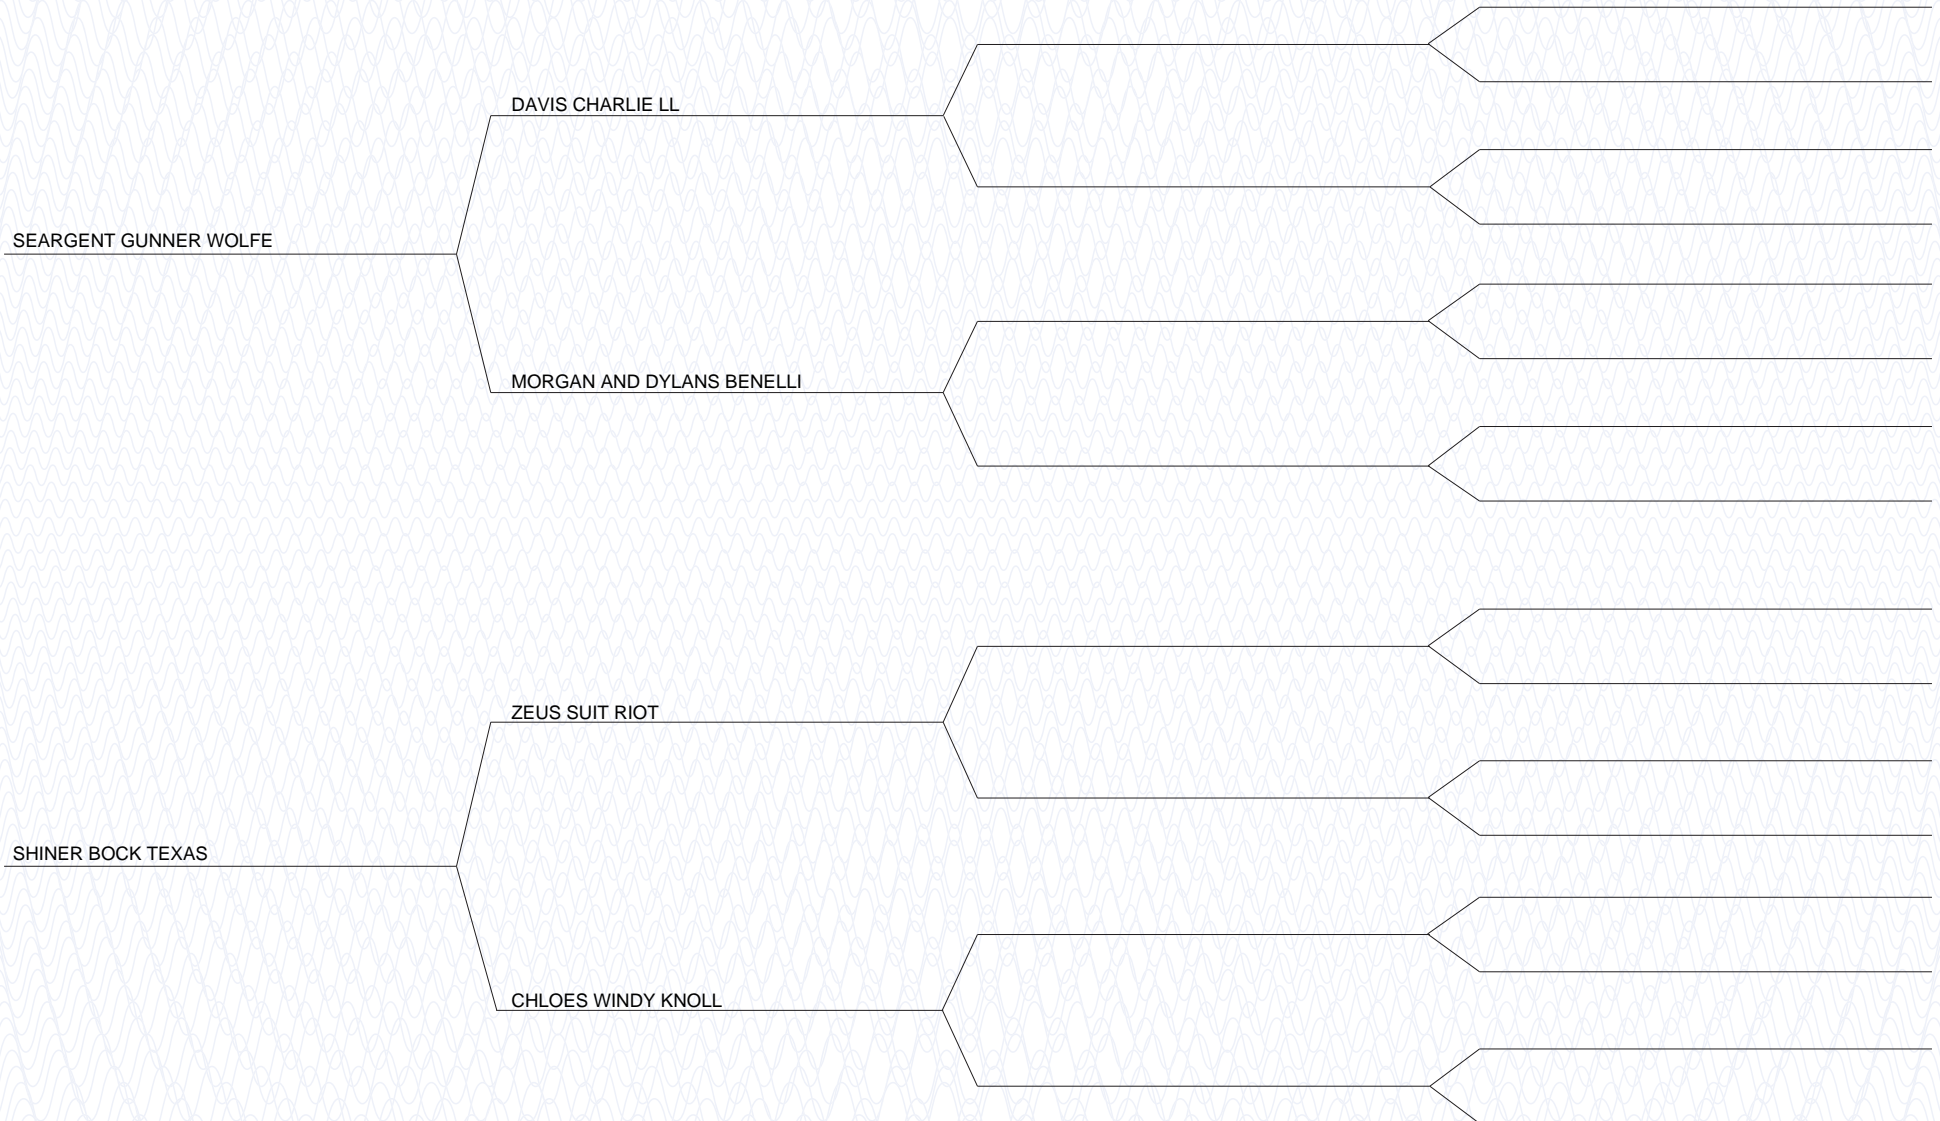 DAVIS CHARLIE LL
SEARGENT GUNNER WOLFE
MORGAN AND DYLANS BENELLI
ZEUS SUIT RIOT
SHINER BOCK TEXAS
CHLOES WINDY KNOLL